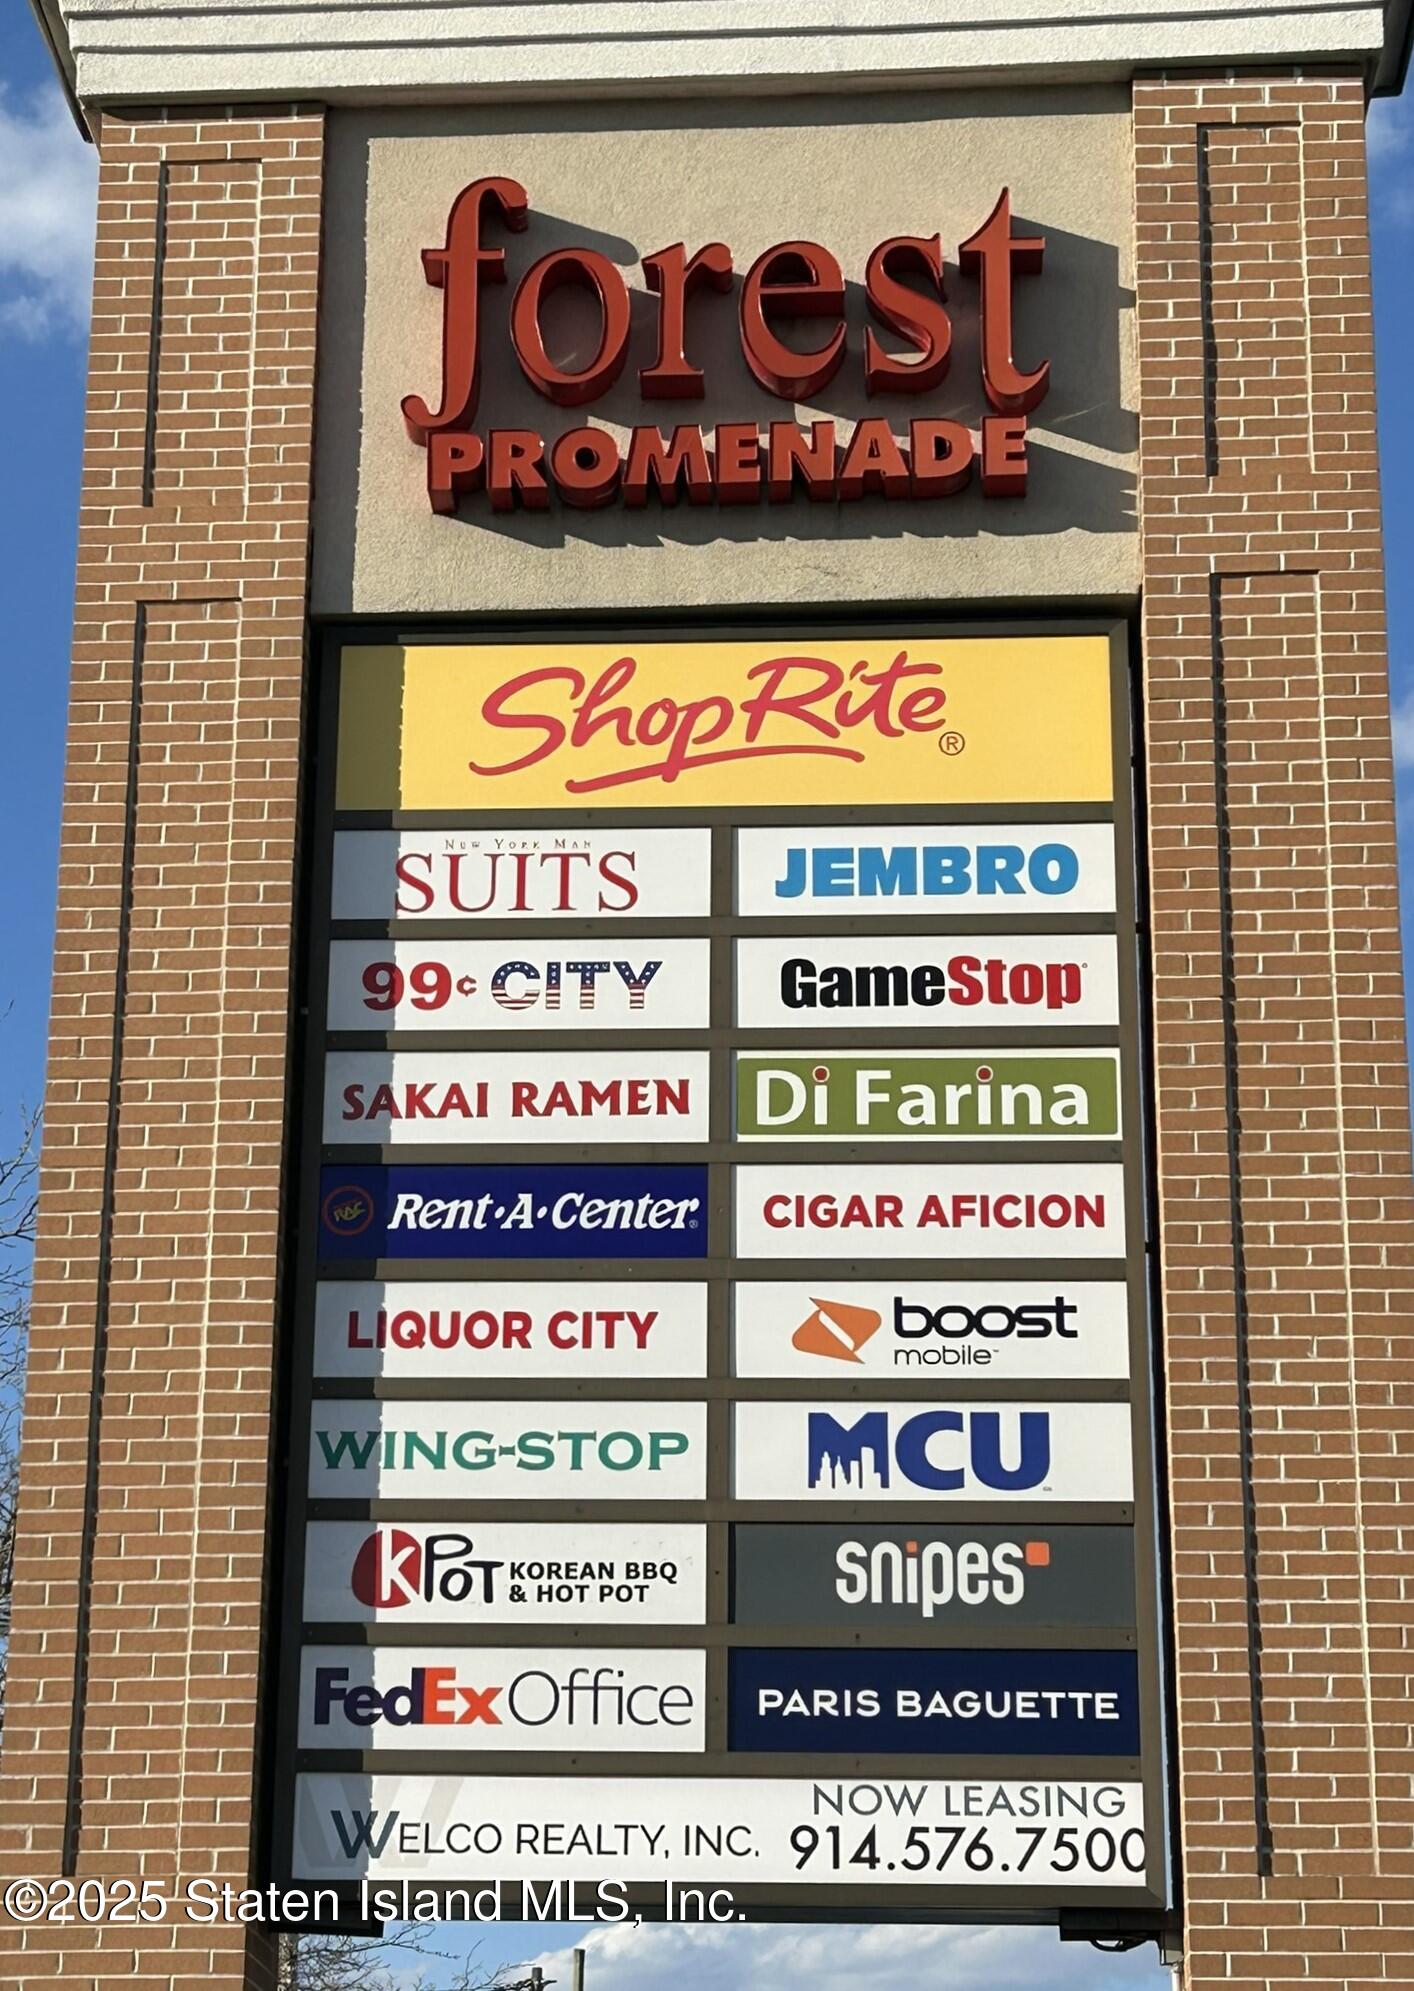 forest
PROMENADE
ShopRite®
NEW YORK MAN
SUITS
JEMBRO
99¢ CITY
GameStop
SAKAI RAMEN
Di Farina
RAC Rent·A·Center®
CIGAR AFICION
LIQUOR CITY
boost
mobile
WING-STOP
MCU
KPOT KOREAN BBQ
& HOT POT
snipes
FedEx Office
PARIS BAGUETTE
WELCO REALTY, INC.
NOW LEASING
914.576.7500
©2025 Staten Island MLS, Inc.